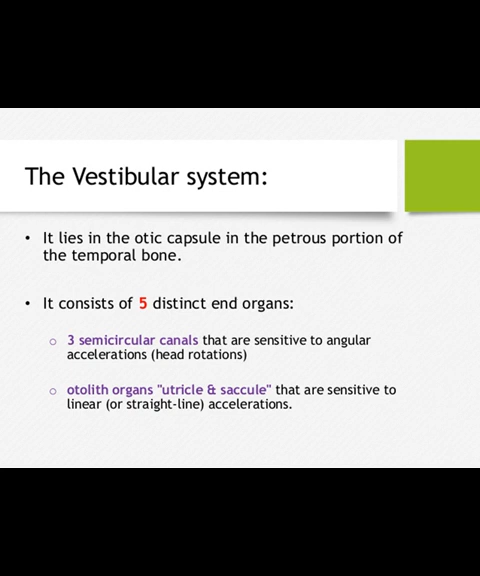 The Vestibular system:
• It lies in the otic capsule in the petrous portion of
the temporal bone.
• It consists of 5 distinct end organs:
o 3 semicircular canals that are sensitive to angular
accelerations (head rotations)
o otolith organs "utricle & saccule" that are sensitive to
linear (or straight-line) accelerations.